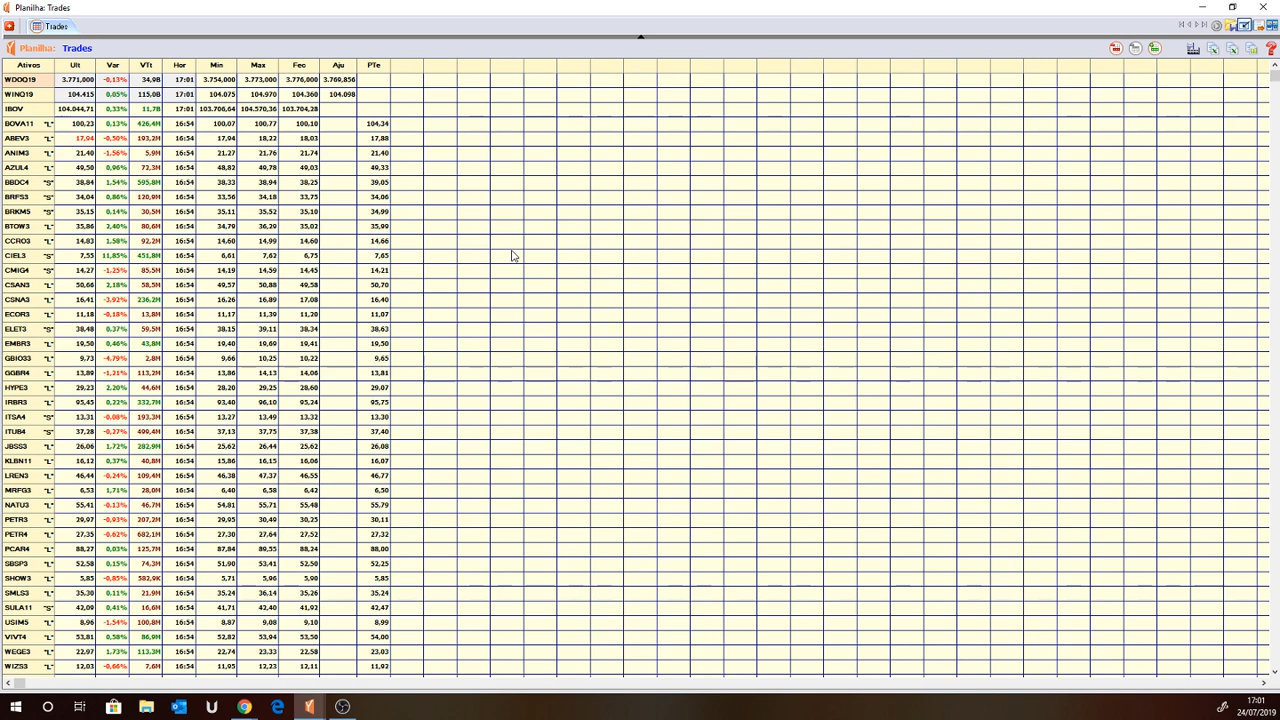 Planilha: Trades
Trades
Planilha: Trades
Ativos Ult Var VTt Hor Min Max Fec Aju PTe
WDOQ19 3.771,000 -0,13% 34,9B 17:01 3.754,000 3.773,000 3.776,000 3.769,856
WINQ19 104.415 0,05% 115,0B 17:01 104.075 104.970 104.360 104.098
IBOV 104.044,71 0,33% 11,7B 17:01 103.706,64 104.570,36 103.704,28
BOVA11 "L" 100,23 0,13% 426,4M 16:54 100,07 100,77 100,10 104,34
ABEV3 "L" 17,94 -0,50% 193,2M 16:54 17,94 18,22 18,03 17,88
ANIM3 "L" 21,40 -1,56% 5,9M 16:54 21,27 21,76 21,74 21,40
AZUL4 "L" 49,50 0,96% 72,3M 16:54 48,82 49,78 49,03 49,33
BBDC4 "S" 38,84 1,54% 595,8M 16:54 38,33 38,94 38,25 39,05
BRFS3 "S" 34,04 0,86% 120,9M 16:54 33,56 34,18 33,75 34,06
BRKM5 "S" 35,15 0,14% 30,5M 16:54 35,11 35,52 35,10 34,99
BTOW3 "L" 35,86 2,40% 80,6M 16:54 34,79 36,29 35,02 35,99
CCRO3 "L" 14,83 1,58% 92,2M 16:54 14,60 14,99 14,60 14,66
CIEL3 "S" 7,55 11,85% 451,8M 16:54 6,61 7,62 6,75 7,65
CMIG4 "S" 14,27 -1,25% 85,5M 16:54 14,19 14,59 14,45 14,21
CSAN3 "L" 50,66 2,18% 58,5M 16:54 49,57 50,88 49,58 50,70
CSNA3 "L" 16,41 -3,92% 236,2M 16:54 16,26 16,89 17,08 16,40
ECOR3 "L" 11,18 -0,18% 13,8M 16:54 11,17 11,39 11,20 11,07
ELET3 "S" 38,48 0,37% 59,5M 16:54 38,15 39,11 38,34 38,63
EMBR3 "L" 19,50 0,46% 43,8M 16:54 19,40 19,69 19,41 19,50
GBIO33 "L" 9,73 -4,79% 2,8M 16:54 9,66 10,25 10,22 9,65
GGBR4 "L" 13,89 -1,21% 113,2M 16:54 13,86 14,13 14,06 13,81
HYPE3 "L" 29,23 2,20% 44,6M 16:54 28,20 29,25 28,60 29,07
IRBR3 "L" 95,45 0,22% 332,7M 16:54 93,40 96,10 95,24 95,75
ITSA4 "S" 13,31 -0,08% 193,3M 16:54 13,27 13,49 13,32 13,30
ITUB4 "S" 37,28 -0,27% 499,4M 16:54 37,13 37,75 37,38 37,40
JBSS3 "L" 26,06 1,72% 282,9M 16:54 25,62 26,44 25,62 26,08
KLBN11 "L" 16,12 0,37% 40,8M 16:54 15,86 16,15 16,06 16,07
LREN3 "L" 46,44 -0,24% 109,4M 16:54 46,38 47,37 46,55 46,77
MRFG3 "L" 6,53 1,71% 28,0M 16:54 6,40 6,58 6,42 6,50
NATU3 "L" 55,41 -0,13% 46,7M 16:54 54,81 55,71 55,48 55,79
PETR3 "L" 29,97 -0,93% 207,2M 16:54 29,95 30,49 30,25 30,11
PETR4 "L" 27,35 -0,62% 682,1M 16:54 27,30 27,64 27,52 27,32
PCAR4 "L" 88,27 0,03% 125,7M 16:54 87,84 89,55 88,24 88,00
SBSP3 "L" 52,58 0,15% 74,3M 16:54 51,90 53,41 52,50 52,25
SHOW3 "L" 5,85 -0,85% 582,9K 16:54 5,71 5,96 5,90 5,85
SMLS3 "L" 35,30 0,11% 21,9M 16:54 35,24 36,14 35,26 35,24
SULA11 "S" 42,09 0,41% 16,6M 16:54 41,71 42,40 41,92 42,47
USIM5 "L" 8,96 -1,54% 100,8M 16:54 8,87 9,08 9,10 8,99
VIVT4 "L" 53,81 0,58% 86,9M 16:54 52,82 53,94 53,50 54,00
WEGE3 "L" 22,97 1,73% 113,3M 16:54 22,74 23,33 22,58 23,03
WIZS3 "L" 12,03 -0,66% 7,6M 16:54 11,95 12,23 12,11 11,92
17:01
24/07/2019